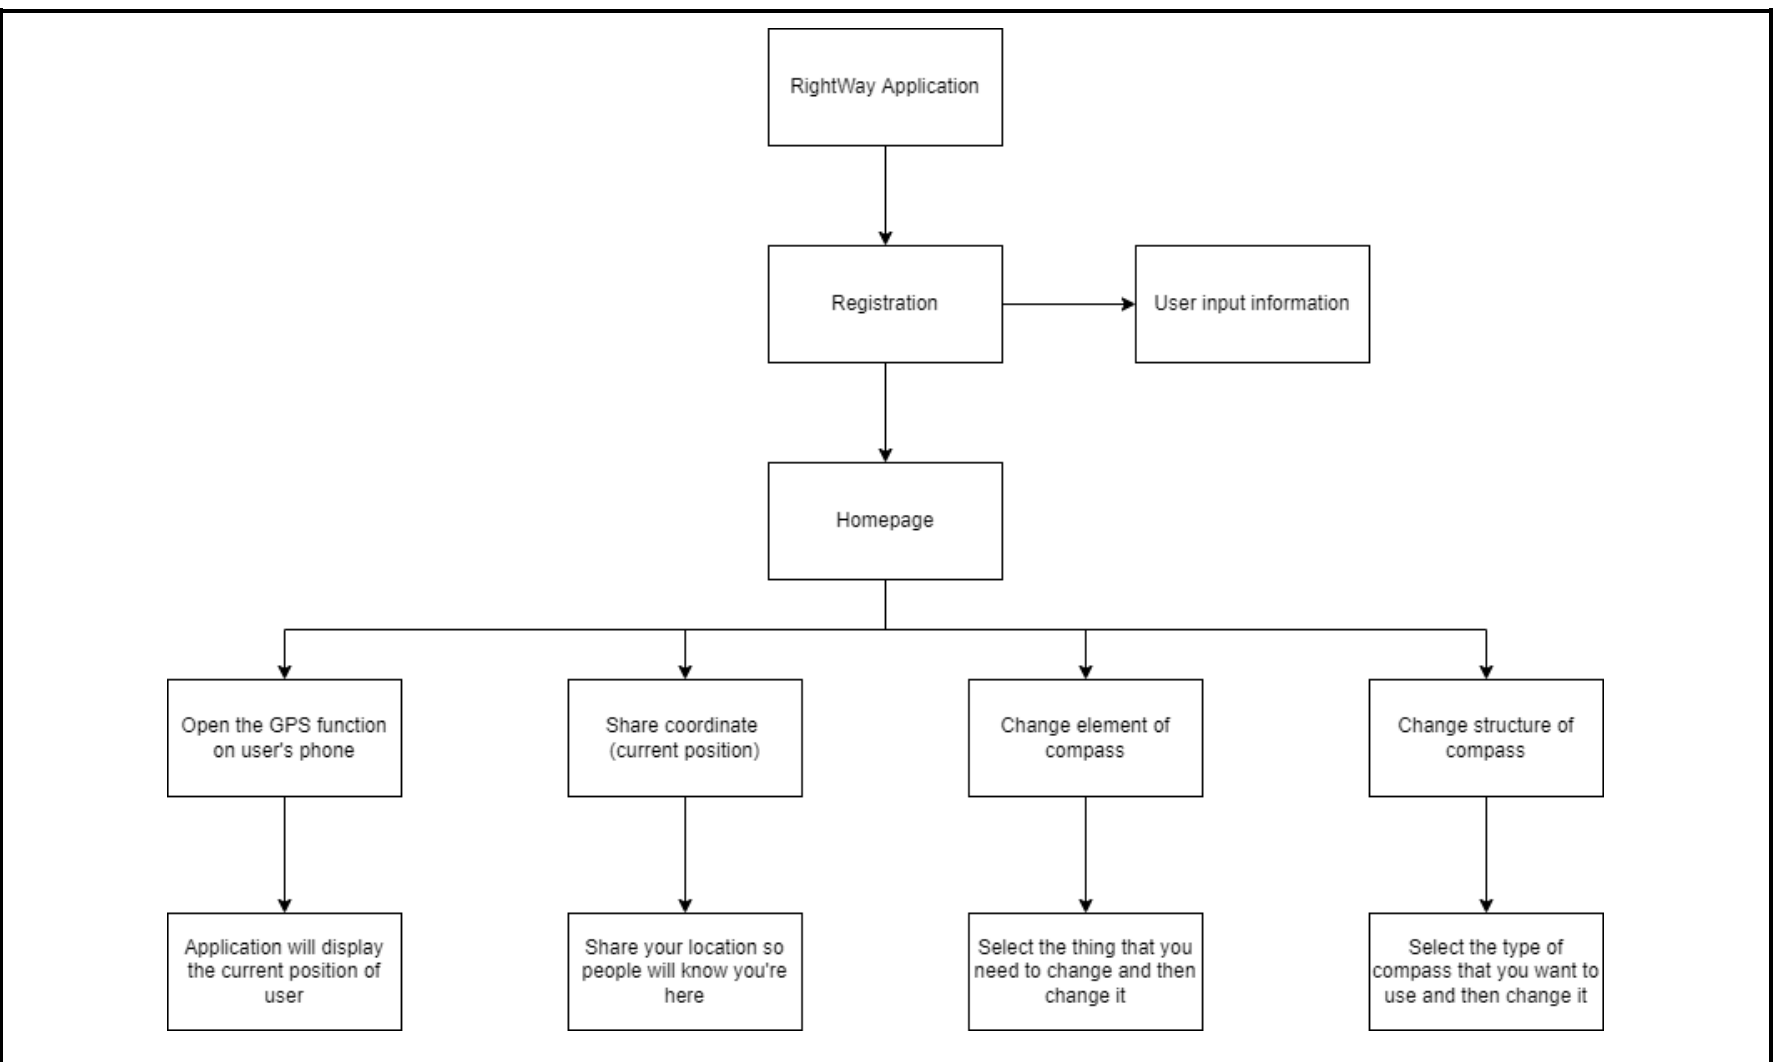 RightWay Application
Registration
User input information
Homepage
Open the GPS function
on user's phone
Share coordinate
(current position)
Change element of
compass
Change structure of
compass
Application will display
the current position of
user
Share your location so
people will know you're
here
Select the thing that you
need to change and then
change it
Select the type of
compass that you want to
use and then change it